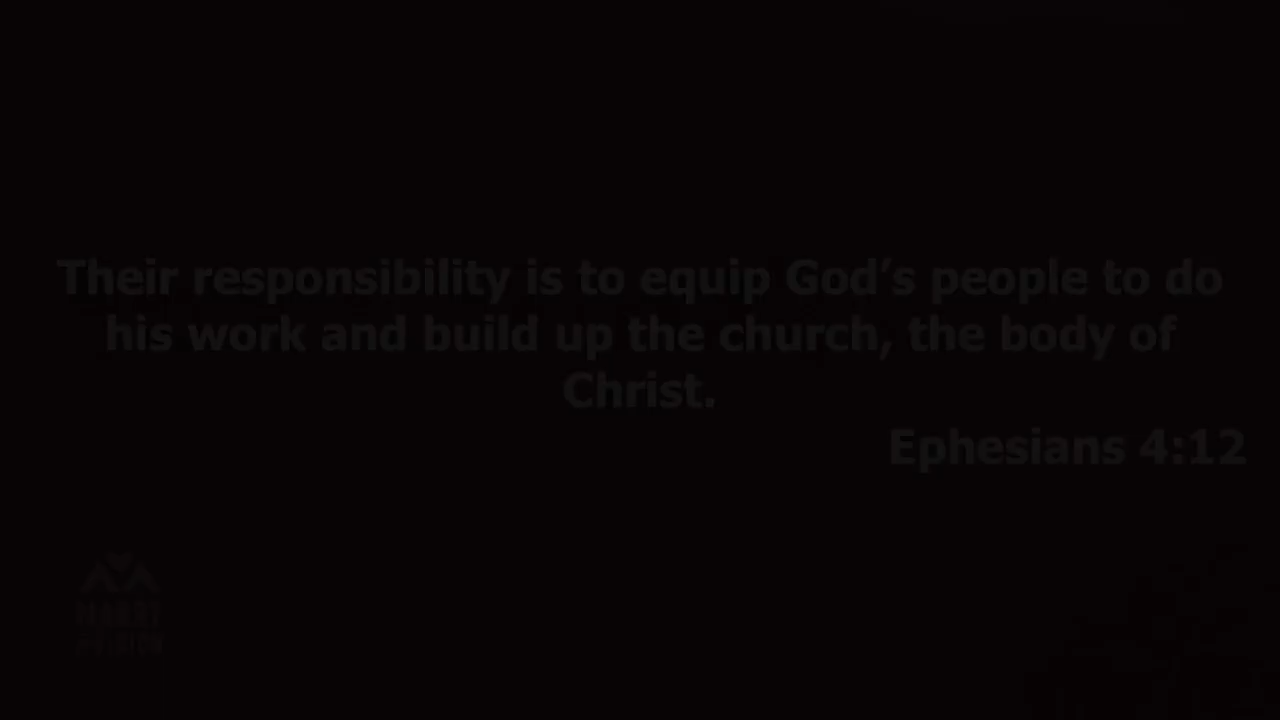 Their responsibility is to equip God’s people to do
his work and build up the church, the body of
Christ.
Ephesians 4:12